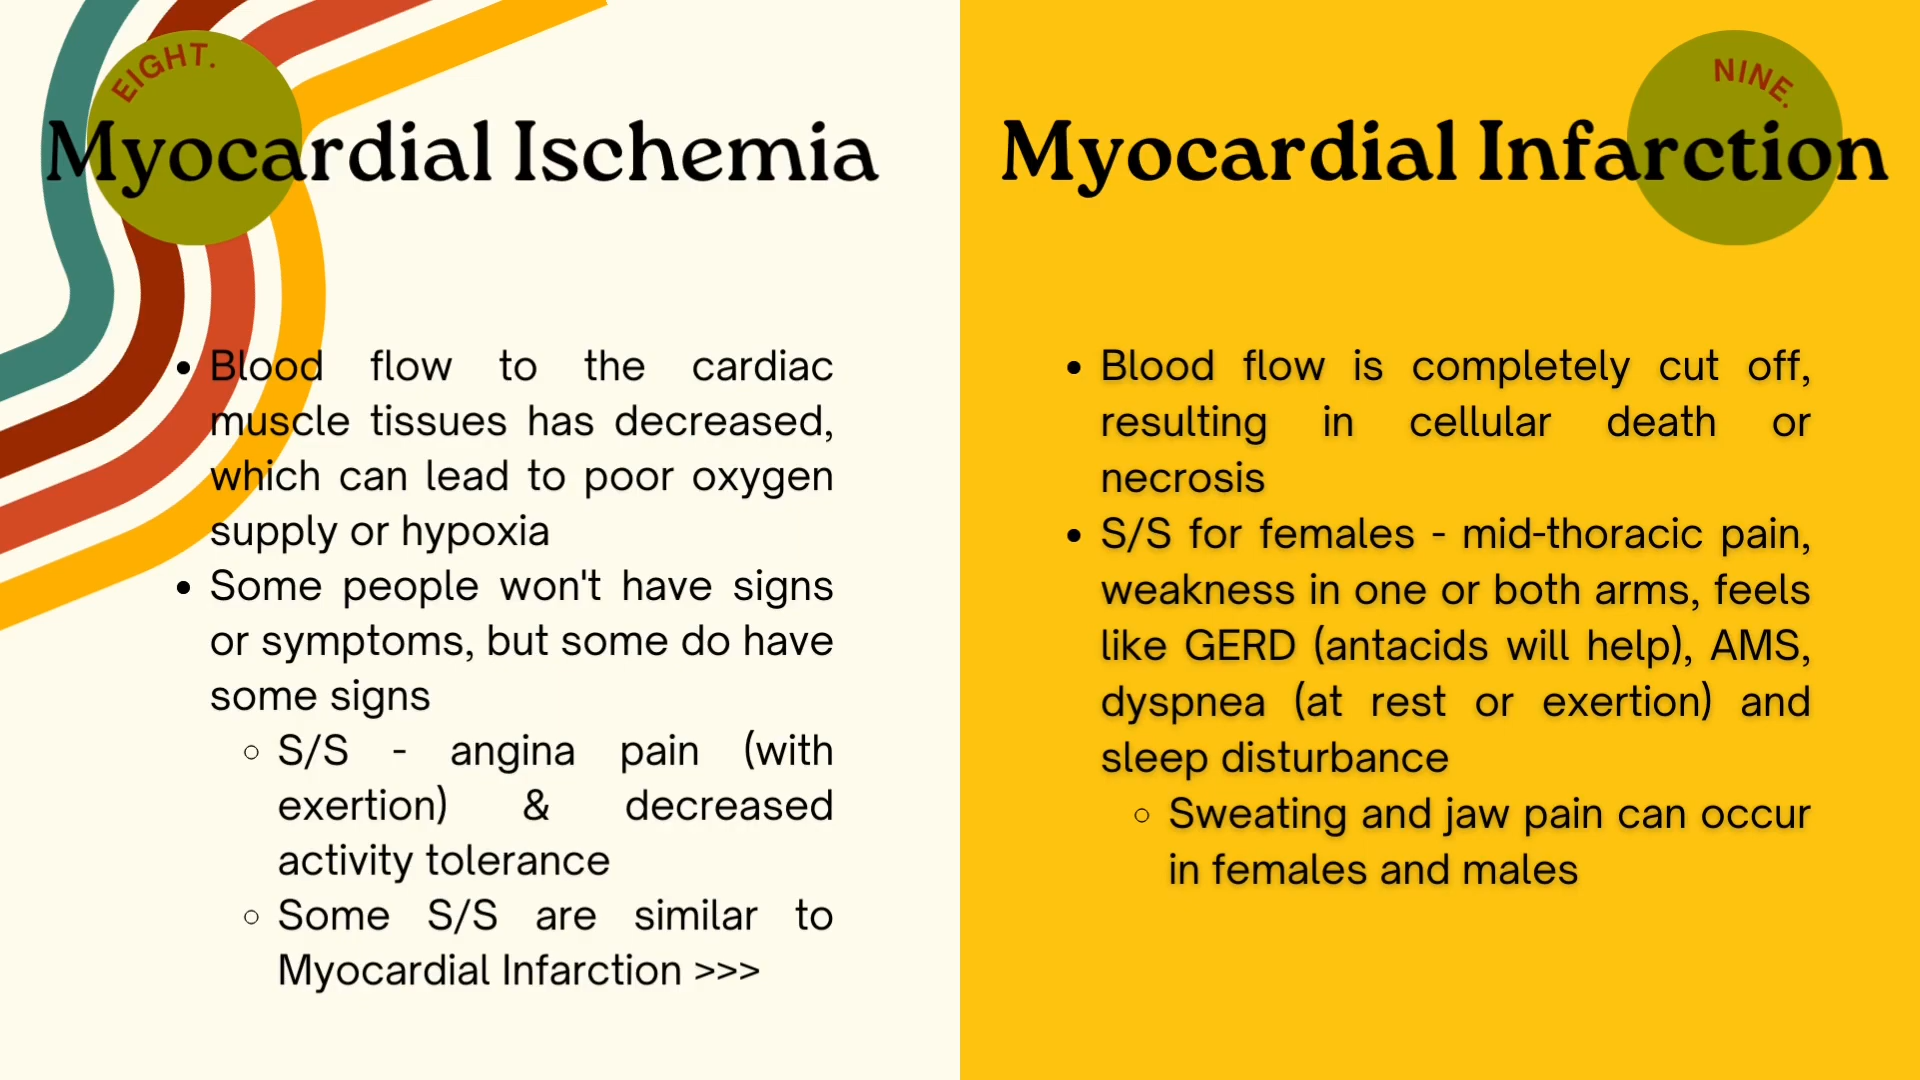 EIGHT.
Myocardial Ischemia
Blood flow to the cardiac
muscle tissues has decreased,
which can lead to poor oxygen
supply or hypoxia
Some people won't have signs
or symptoms, but some do have
some signs
S/S - angina pain (with
exertion) & decreased
activity tolerance
Some S/S are similar to
Myocardial Infarction >>>
NINE.
Myocardial Infarction
Blood flow is completely cut off,
resulting in cellular death or
necrosis
S/S for females - mid-thoracic pain,
weakness in one or both arms, feels
like GERD (antacids will help), AMS,
dyspnea (at rest or exertion) and
sleep disturbance
Sweating and jaw pain can occur
in females and males